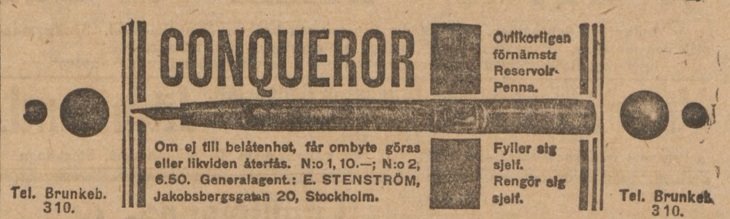 CONQUEROR
Ovillkorligen
förnämsta
Reservoir-
Penna.
Om ej till belåtenhet, får ombyte göras
eller likviden återfås. N:o 1, 10.—; N:o 2,
6.50. Generalagent.: E. STENSTRÖM,
Jakobsbergsgatan 20, Stockholm.
Fyller sig
sjelf.
Rengör sig
sjelf.
Tel. Brunkeb.
310.
Tel. Brunkeb.
310.